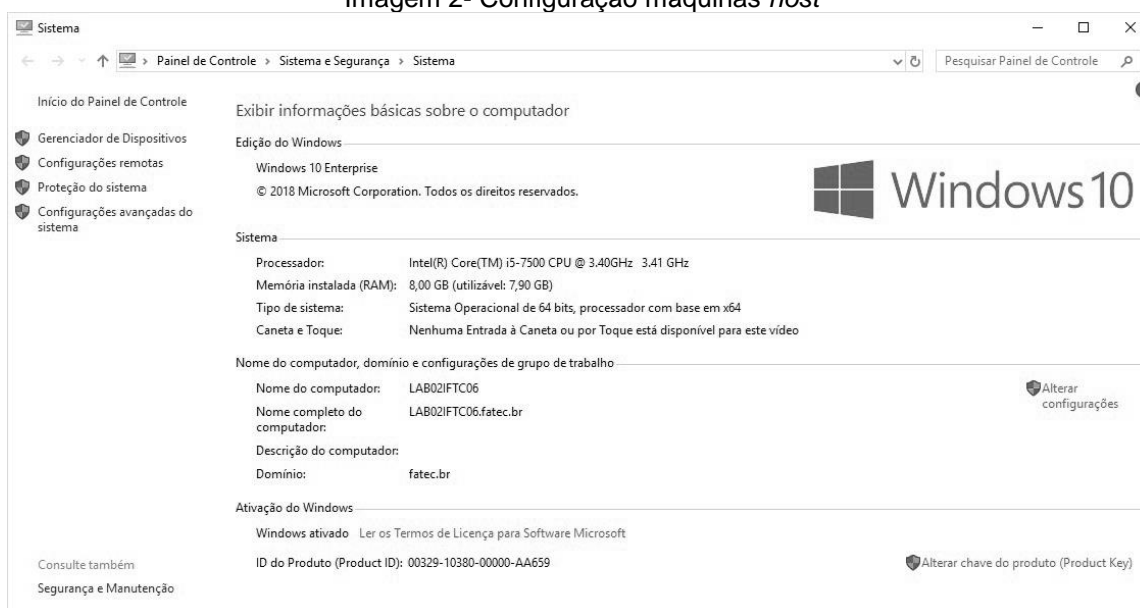 Imagem 2- Configuração máquinas host
Sistema
Painel de Controle > Sistema e Segurança > Sistema
Pesquisar Painel de Controle
Início do Painel de Controle
Gerenciador de Dispositivos
Configurações remotas
Proteção do sistema
Configurações avançadas do
sistema
Exibir informações básicas sobre o computador
Edição do Windows
Windows 10 Enterprise
© 2018 Microsoft Corporation. Todos os direitos reservados.
Windows 10
Sistema
Processador: Intel(R) Core(TM) i5-7500 CPU @ 3.40GHz 3.41 GHz
Memória instalada (RAM): 8,00 GB (utilizável: 7,90 GB)
Tipo de sistema: Sistema Operacional de 64 bits, processador com base em x64
Caneta e Toque: Nenhuma Entrada à Caneta ou por Toque está disponível para este vídeo
Nome do computador, domínio e configurações de grupo de trabalho
Nome do computador: LAB02IFTC06
Nome completo do LAB02IFTC06.fatec.br
computador:
Descrição do computador:
Domínio: fatec.br
Alterar
configurações
Ativação do Windows
Windows ativado Ler os Termos de Licença para Software Microsoft
ID do Produto (Product ID): 00329-10380-00000-AA659
Alterar chave do produto (Product Key)
Consulte também
Segurança e Manutenção